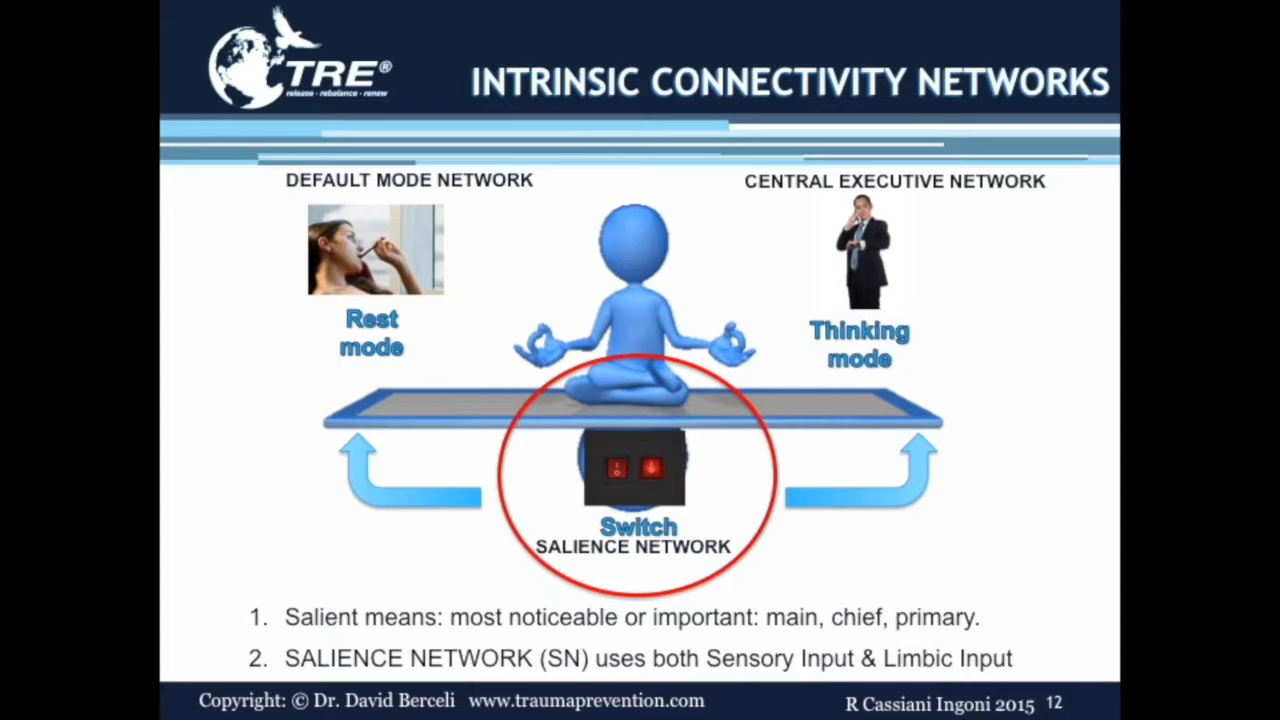 TRE®
release · rebalance · renew
INTRINSIC CONNECTIVITY NETWORKS
DEFAULT MODE NETWORK
CENTRAL EXECUTIVE NETWORK
Rest
mode
Thinking
mode
Switch
SALIENCE NETWORK
1. Salient means: most noticeable or important: main, chief, primary.
2. SALIENCE NETWORK (SN) uses both Sensory Input & Limbic Input
Copyright: © Dr. David Berceli www.traumaprevention.com
R Cassiani Ingoni 2015 12